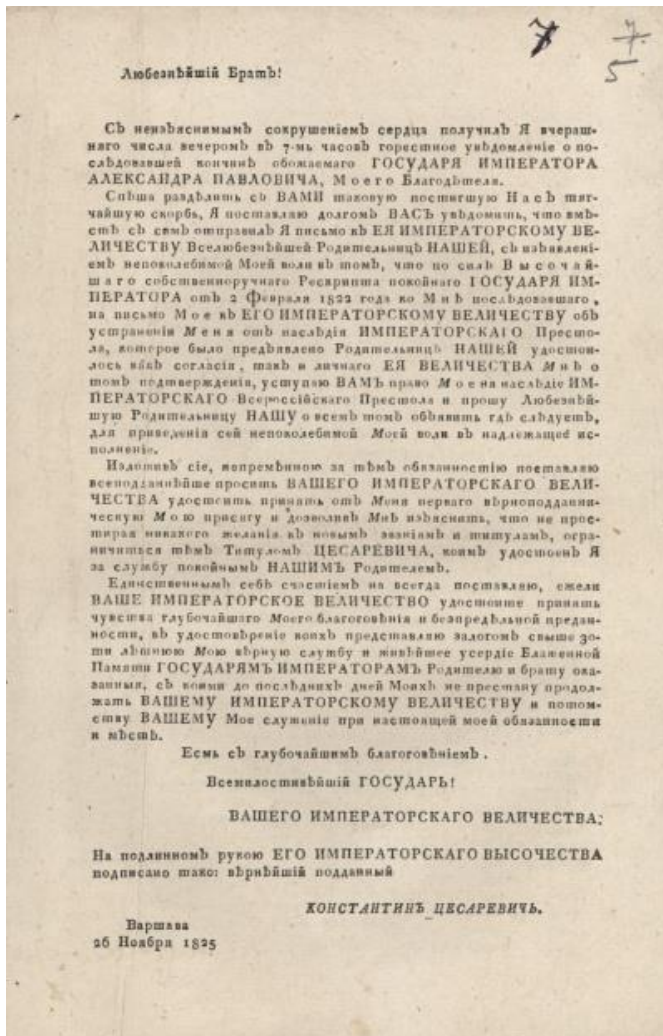 7 7
5
Любезнѣйшій Братъ!
Съ неизъяснимымъ сокрушеніемъ сердца получилъ Я вчераш-
няго числа вечеромъ въ 7-мь часовъ горестное увѣдомленіе о по-
слѣдовавшей кончинѣ обожаемаго ГОСУДАРЯ ИМПЕРАТОРА
АЛЕКСАНДРА ПАВЛОВИЧА, Моего Благодѣтеля.
Спѣша раздѣлить съ ВАМИ таковую постигшую Насъ тяг-
чайшую скорбь, Я поставляю долгомъ ВАСЪ увѣдомить, что вмѣ-
стѣ съ симъ отправилъ Я письмо къ ЕЯ ИМПЕРАТОРСКОМУ ВЕ-
ЛИЧЕСТВУ Вселюбезнѣйшей Родительницѣ НАШЕЙ, съ изъявлені-
емъ непоколебимой Моей воли въ томъ, что по силѣ Высочай-
шаго собственноручнаго Рескрипта покойнаго ГОСУДАРЯ ИМ-
ПЕРАТОРА отъ 2 Февраля 1822 года ко Мнѣ послѣдовавшаго,
на письмо Мое къ ЕГО ИМПЕРАТОРСКОМУ ВЕЛИЧЕСТВУ объ
устраненіи Меня отъ наслѣдія ИМПЕРАТОРСКАГО Престо-
ла, которое было предъявлено Родительницѣ НАШЕЙ удостои-
лось какъ согласія, такъ и личнаго ЕЯ ВЕЛИЧЕСТВА Мнѣ о
томъ подтвержденія, уступаю ВАМЪ право Мое на наслѣдіе ИМ-
ПЕРАТОРСКАГО Всероссійскаго Престола и прошу Любезнѣй-
шую Родительницу НАШУ о всемъ томъ объявить гдѣ слѣдуетъ,
для приведенія сей непоколебимой Моей воли въ надлежащее ис-
полненіе.
Изложивъ сіе, непремѣнною за тѣмъ обязанностію поставляю
всеподданнѣйше просить ВАШЕГО ИМПЕРАТОРСКАГО ВЕЛИ-
ЧЕСТВА удостоить принять отъ Меня перваго вѣрноподданни-
ческую Мою присягу и дозволивъ Мнѣ изъяснить, что не прос-
тирая никакого желанія къ новымъ званіямъ и титуламъ, огра-
ничиться тѣмъ Титуломъ ЦЕСАРЕВИЧА, коимъ удостоенъ Я
за службу покойнымъ НАШИМЪ Родителемъ.
Единственнымъ себѣ счастіемъ на всегда поставляю, ежели
ВАШЕ ИМПЕРАТОРСКОЕ ВЕЛИЧЕСТВО удостоите принять
чувства глубочайшаго Моего благоговѣнія и безпредѣльной предан-
ности, въ удостовѣреніе коихъ представляю залогомъ свыше 30-
ти лѣтнюю Мою вѣрную службу и живѣйшее усердіе Блаженной
Памяти ГОСУДАРЯМЪ ИМПЕРАТОРАМЪ Родителю и брату ока-
занныя, съ коими до послѣднихъ дней Моихъ не престану продол-
жать ВАШЕМУ ИМПЕРАТОРСКОМУ ВЕЛИЧЕСТВУ и потом-
ству ВАШЕМУ Мое служеніе при настоящей моей обязанности
и мѣстѣ.
Есмь съ глубочайшимъ благоговѣніемъ.
Всемилостивѣйшій ГОСУДАРЬ!
ВАШЕГО ИМПЕРАТОРСКАГО ВЕЛИЧЕСТВА;
На подлинномъ рукою ЕГО ИМПЕРАТОРСКАГО ВЫСОЧЕСТВА
подписано тако: вѣрнѣйшій подданный
КОНСТАНТИНЪ ЦЕСАРЕВИЧЬ.
Варшава
26 Ноября 1825